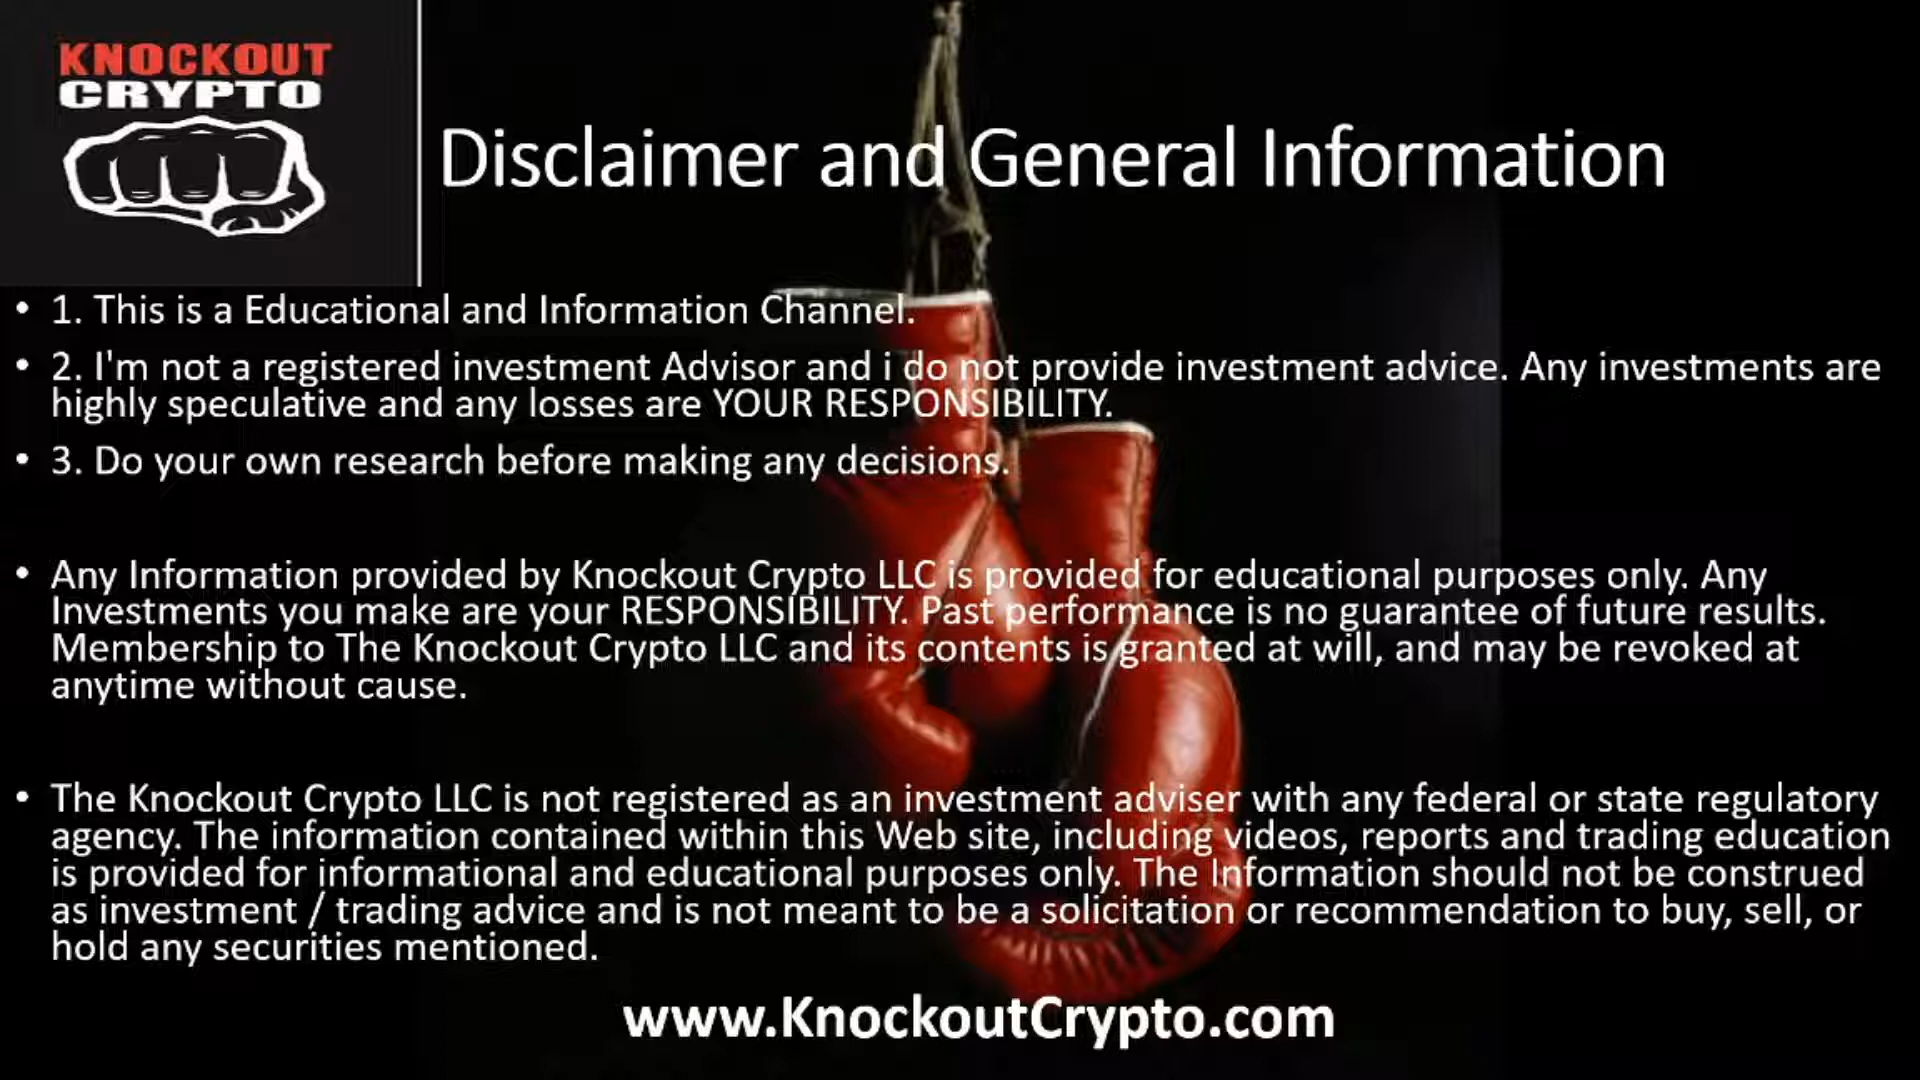 KNOCKOUT
CRYPTO
Disclaimer and General Information
• 1. This is a Educational and Information Channel.
• 2. I'm not a registered investment Advisor and i do not provide investment advice. Any investments are
highly speculative and any losses are YOUR RESPONSIBILITY.
• 3. Do your own research before making any decisions.
• Any Information provided by Knockout Crypto LLC is provided for educational purposes only. Any
Investments you make are your RESPONSIBILITY. Past performance is no guarantee of future results.
Membership to The Knockout Crypto LLC and its contents is granted at will, and may be revoked at
anytime without cause.
• The Knockout Crypto LLC is not registered as an investment adviser with any federal or state regulatory
agency. The information contained within this Web site, including videos, reports and trading education
is provided for informational and educational purposes only. The Information should not be construed
as investment / trading advice and is not meant to be a solicitation or recommendation to buy, sell, or
hold any securities mentioned.
www.KnockoutCrypto.com